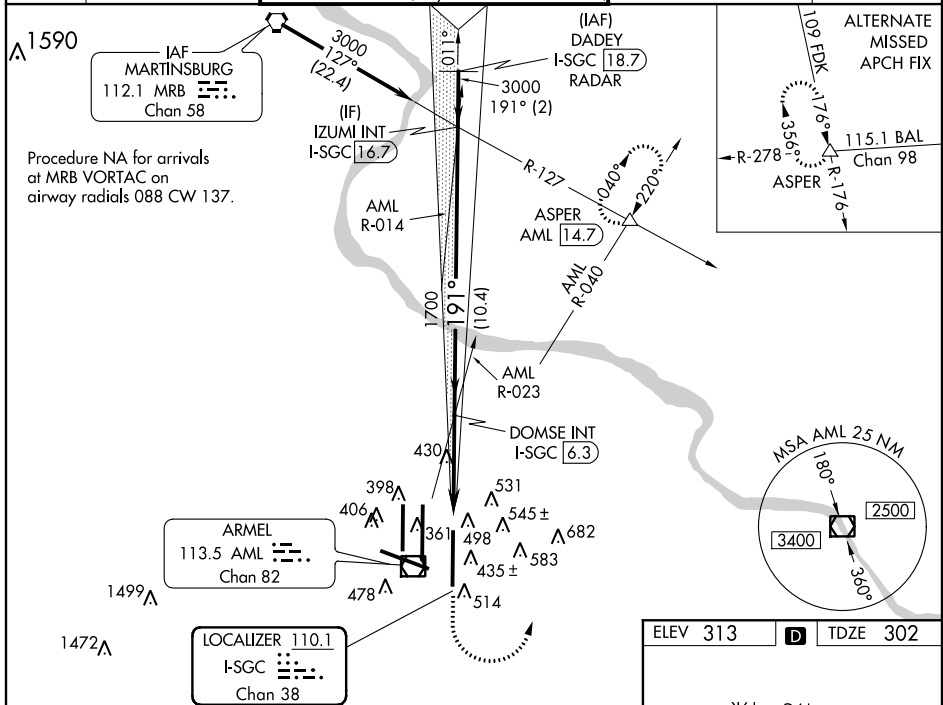 1590
IAF
MARTINSBURG
112.1 MRB
Chan 58
Procedure NA for arrivals
at MRB VORTAC on
airway radials 088 CW 137.
3000
127°
(22.4)
(IF)
IZUMI INT
I-SGC 16.7
011°
(IAF)
DADEY
I-SGC 18.7
RADAR
3000
191° (2)
R-127
AML
R-014
040°
220°
ASPER
AML 14.7
AML
R-040
1700
191°
(10.4)
AML
R-023
DOMSE INT
I-SGC 6.3
ALTERNATE
MISSED
APCH FIX
109 FDK
176°
356°
115.1 BAL
Chan 98
R-278
ASPER
R-176
MSA AML 25 NM
180°
2500
3400
360°
430
398
406
361
531
545 ±
498
682
583
435 ±
478
514
ARMEL
113.5 AML
Chan 82
1499
1472
LOCALIZER 110.1
I-SGC
Chan 38
ELEV 313 D TDZE 302